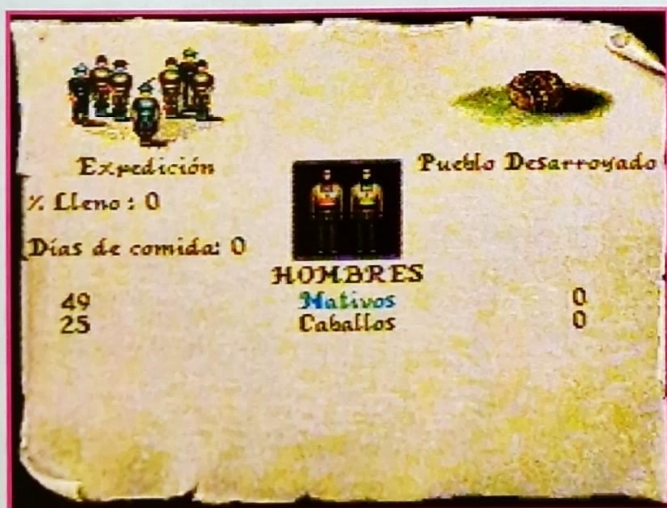 Expedición
Pueblo Desarroyado
% Lleno : 0
Días de comida: 0
HOMBRES
49 Nativos 0
25 Caballos 0